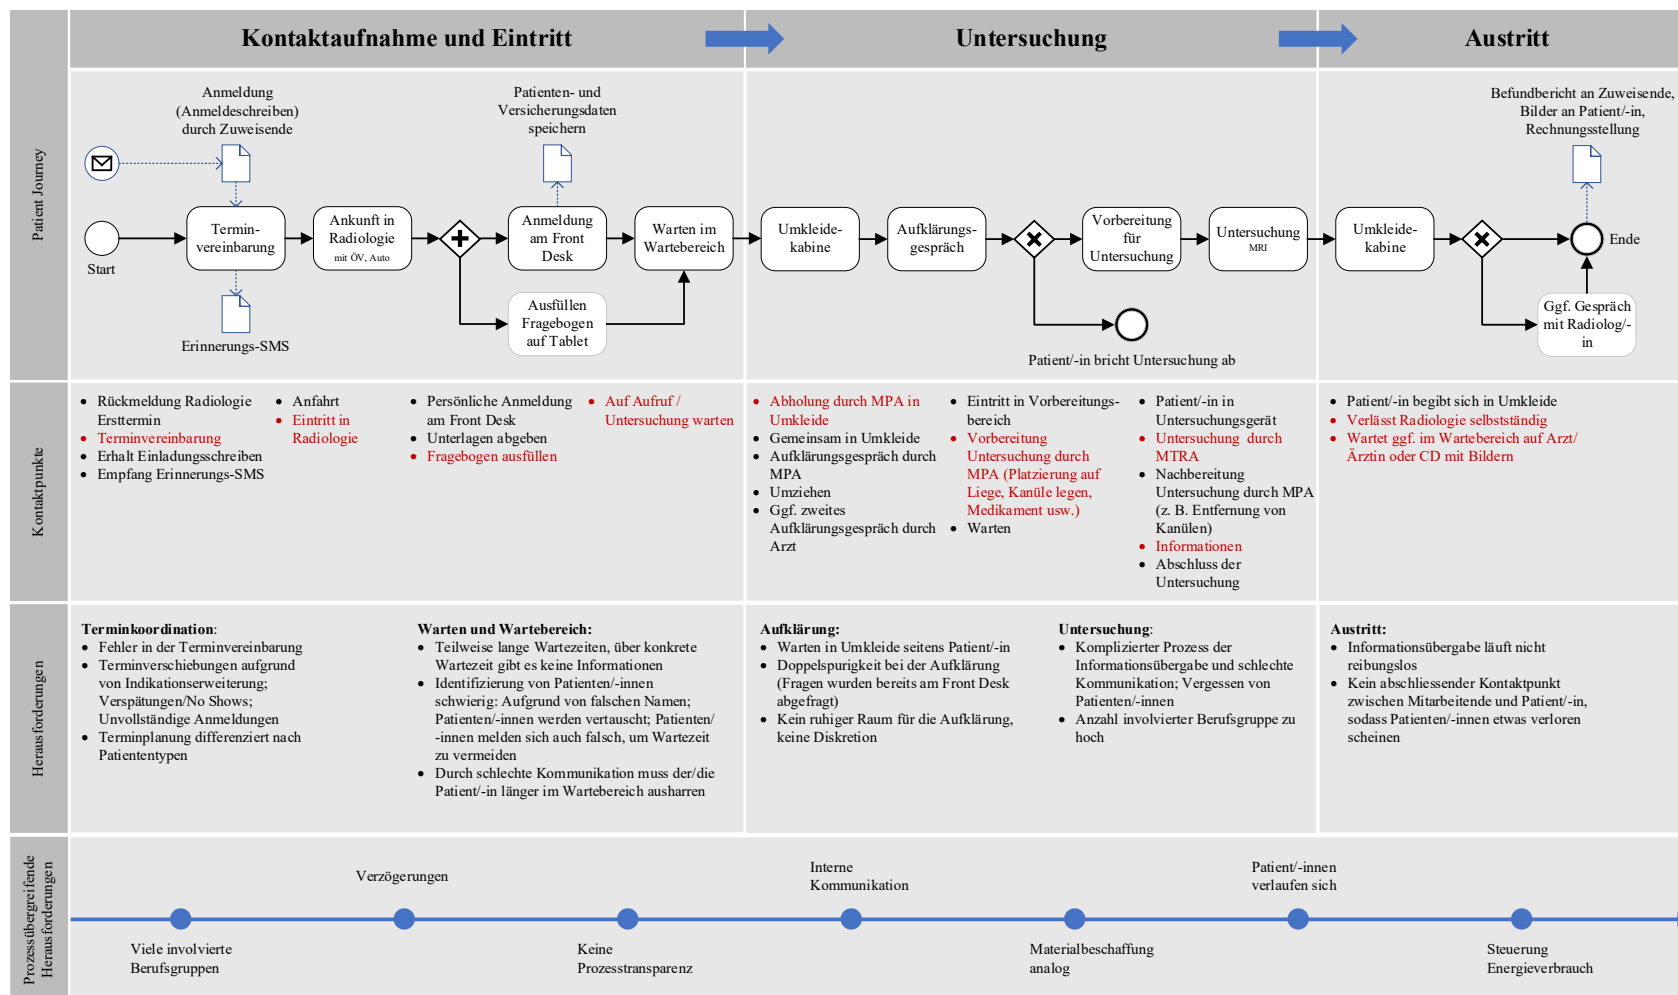 Kontaktaufnahme und Eintritt
Untersuchung
Austritt
Patient Journey
Anmeldung
(Anmeldeschreiben)
durch Zuweisende
Patienten- und
Versicherungsdaten
speichern
Befundbericht an Zuweisende,
Bilder an Patient/-in,
Rechnungsstellung
Start
Termin-
vereinbarung
Ankunft in
Radiologie
mit ÖV, Auto
Anmeldung
am Front
Desk
Warten im
Wartebereich
Umkleide-
kabine
Aufklärungs-
gespräch
Vorbereitung
für
Untersuchung
Untersuchung
MRI
Umkleide-
kabine
Ende
Erinnerungs-SMS
Ausfüllen
Fragebogen
auf Tablet
Patient/-in bricht Untersuchung ab
Ggf. Gespräch
mit Radiolog/-
in
Kontaktpunkte
• Rückmeldung Radiologie
Ersttermin
• Terminvereinbarung
• Erhalt Einladungsschreiben
• Empfang Erinnerungs-SMS
• Anfahrt
• Eintritt in
Radiologie
• Persönliche Anmeldung
am Front Desk
• Unterlagen abgeben
• Fragebogen ausfüllen
• Auf Aufruf /
Untersuchung warten
• Abholung durch MPA in
Umkleide
• Gemeinsam in Umkleide
• Aufklärungsgespräch durch
MPA
• Umziehen
• Ggf. zweites
Aufklärungsgespräch durch
Arzt
• Eintritt in Vorbereitungs-
bereich
• Vorbereitung
Untersuchung durch
MPA (Platzierung auf
Liege, Kanüle legen,
Medikament usw.)
• Warten
• Patient/-in in
Untersuchungsgerät
• Untersuchung durch
MTRA
• Nachbereitung
Untersuchung durch MPA
(z. B. Entfernung von
Kanülen)
• Informationen
• Abschluss der
Untersuchung
• Patient/-in begibt sich in Umkleide
• Verlässt Radiologie selbstständig
• Wartet ggf. im Wartebereich auf Arzt/
Ärztin oder CD mit Bildern
Herausforderungen
Terminkoordination:
• Fehler in der Terminvereinbarung
• Terminverschiebungen aufgrund
von Indikationserweiterung;
Verspätungen/No Shows;
Unvollständige Anmeldungen
• Terminplanung differenziert nach
Patiententypen
Warten und Wartebereich:
• Teilweise lange Wartezeiten, über konkrete
Wartezeit gibt es keine Informationen
• Identifizierung von Patienten/-innen
schwierig: Aufgrund von falschen Namen;
Patienten/-innen werden vertauscht; Patienten/
-innen melden sich auch falsch, um Wartezeit
zu vermeiden
• Durch schlechte Kommunikation muss der/die
Patient/-in länger im Wartebereich ausharren
Aufklärung:
• Warten in Umkleide seitens Patient/-in
• Doppelspurigkeit bei der Aufklärung
(Fragen wurden bereits am Front Desk
abgefragt)
• Kein ruhiger Raum für die Aufklärung,
keine Diskretion
Untersuchung:
• Komplizierter Prozess der
Informationsübergabe und schlechte
Kommunikation; Vergessen von
Patienten/-innen
• Anzahl involvierter Berufsgruppe zu
hoch
Austritt:
• Informationsübergabe läuft nicht
reibungslos
• Kein abschliessender Kontaktpunkt
zwischen Mitarbeitende und Patient/-in,
sodass Patienten/-innen etwas verloren
scheinen
Prozessübergreifende
Herausforderungen
Viele involvierte
Berufsgruppen
Verzögerungen
Keine
Prozesstransparenz
Interne
Kommunikation
Materialbeschaffung
analog
Patient/-innen
verlaufen sich
Steuerung
Energieverbrauch